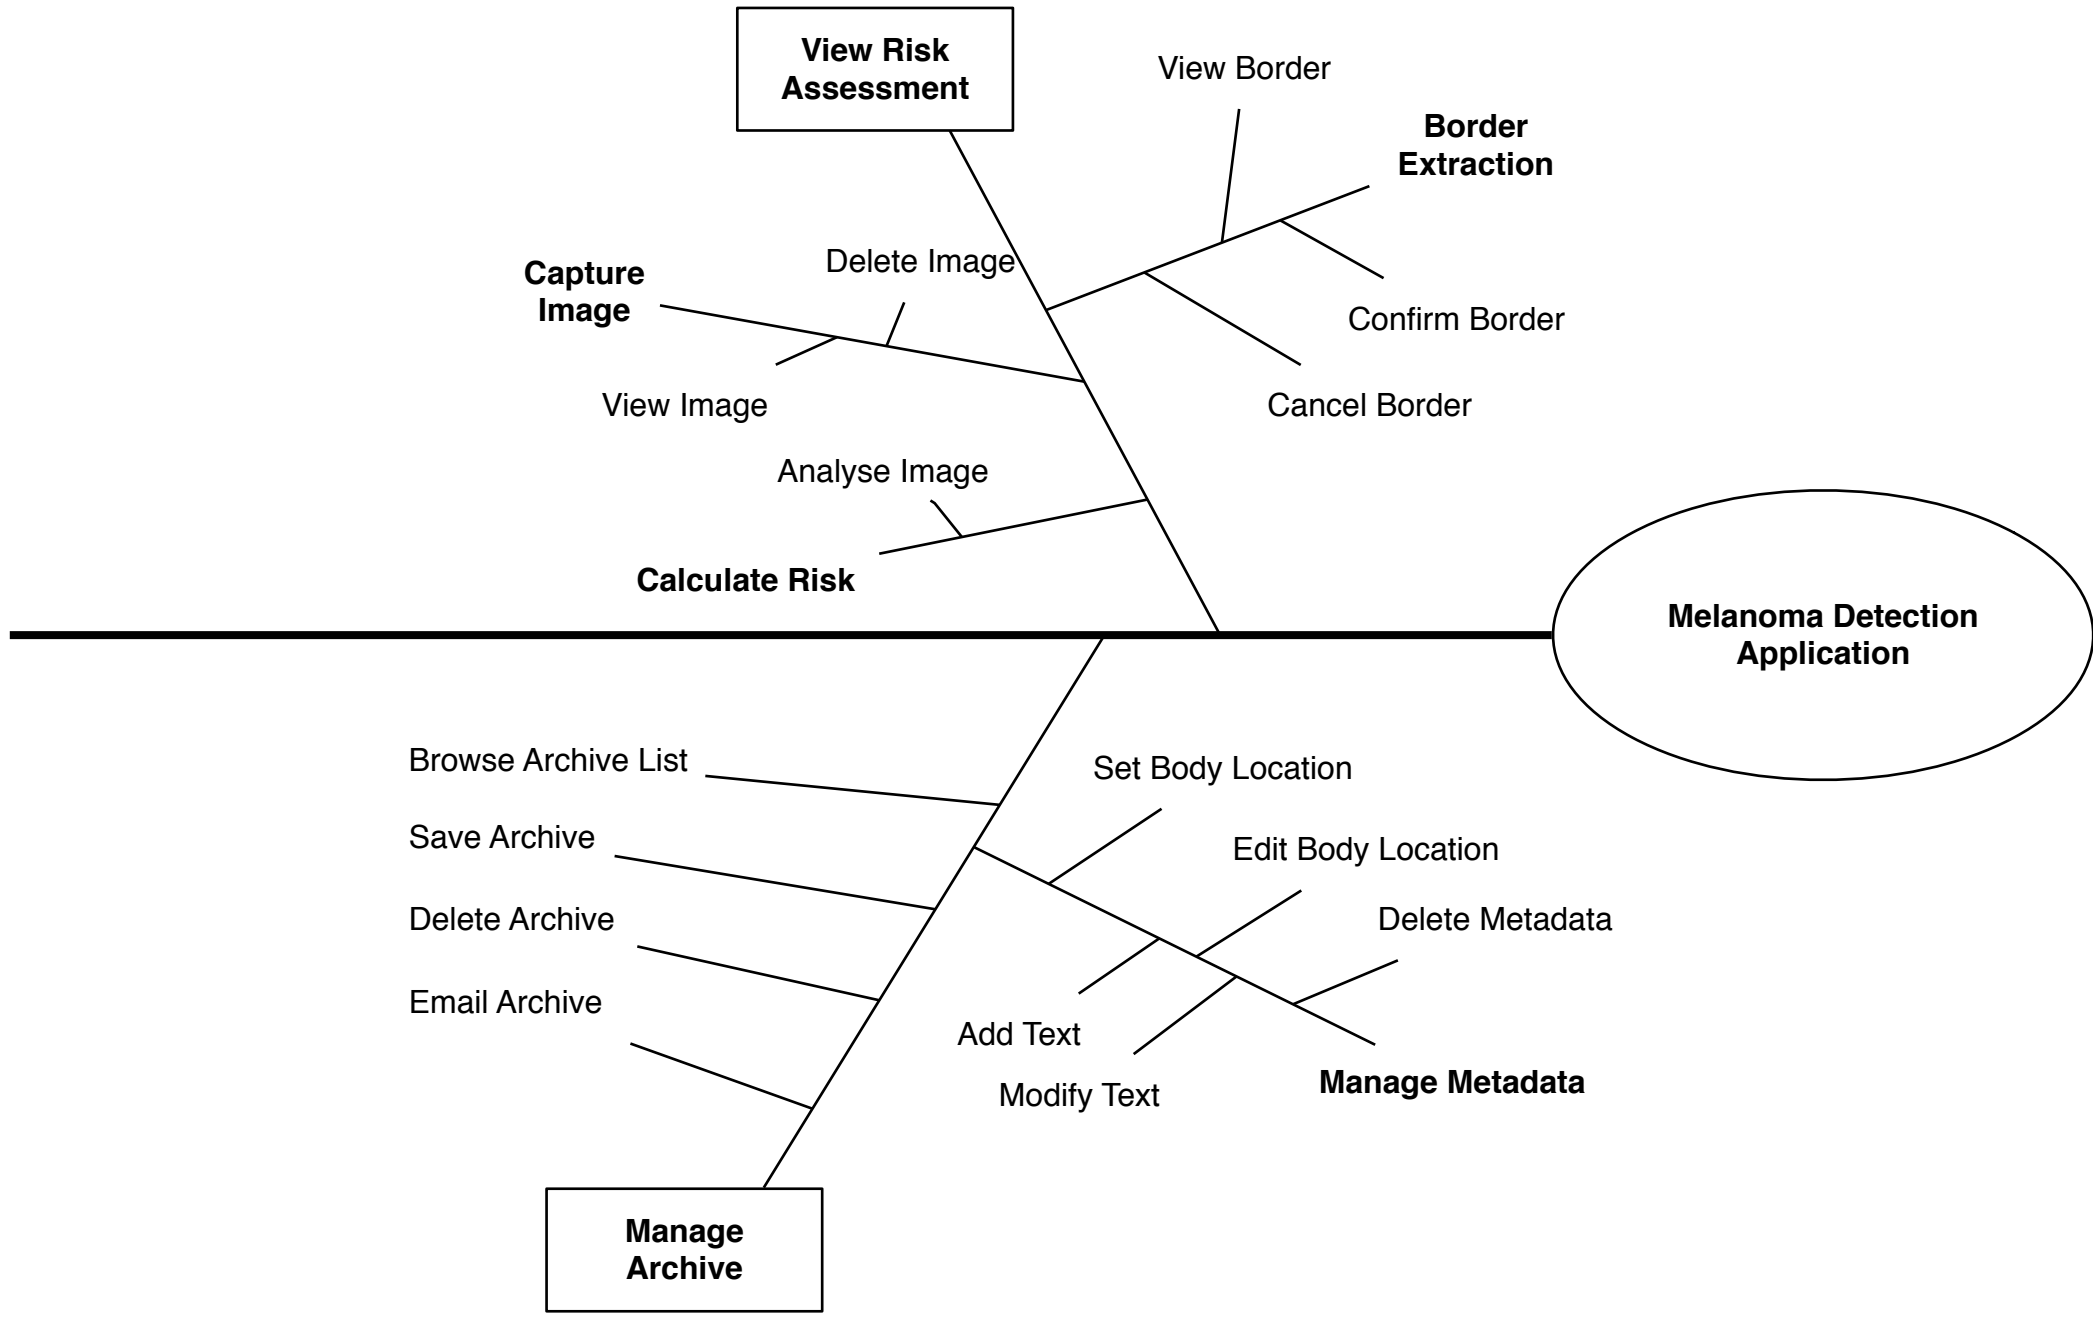 View Risk
Assessment
View Border
Border
Extraction
Delete Image
Capture
Image
Confirm Border
View Image
Cancel Border
Analyse Image
Calculate Risk
Melanoma Detection
Application
Browse Archive List
Set Body Location
Save Archive
Edit Body Location
Delete Archive
Delete Metadata
Email Archive
Add Text
Manage Metadata
Modify Text
Manage
Archive